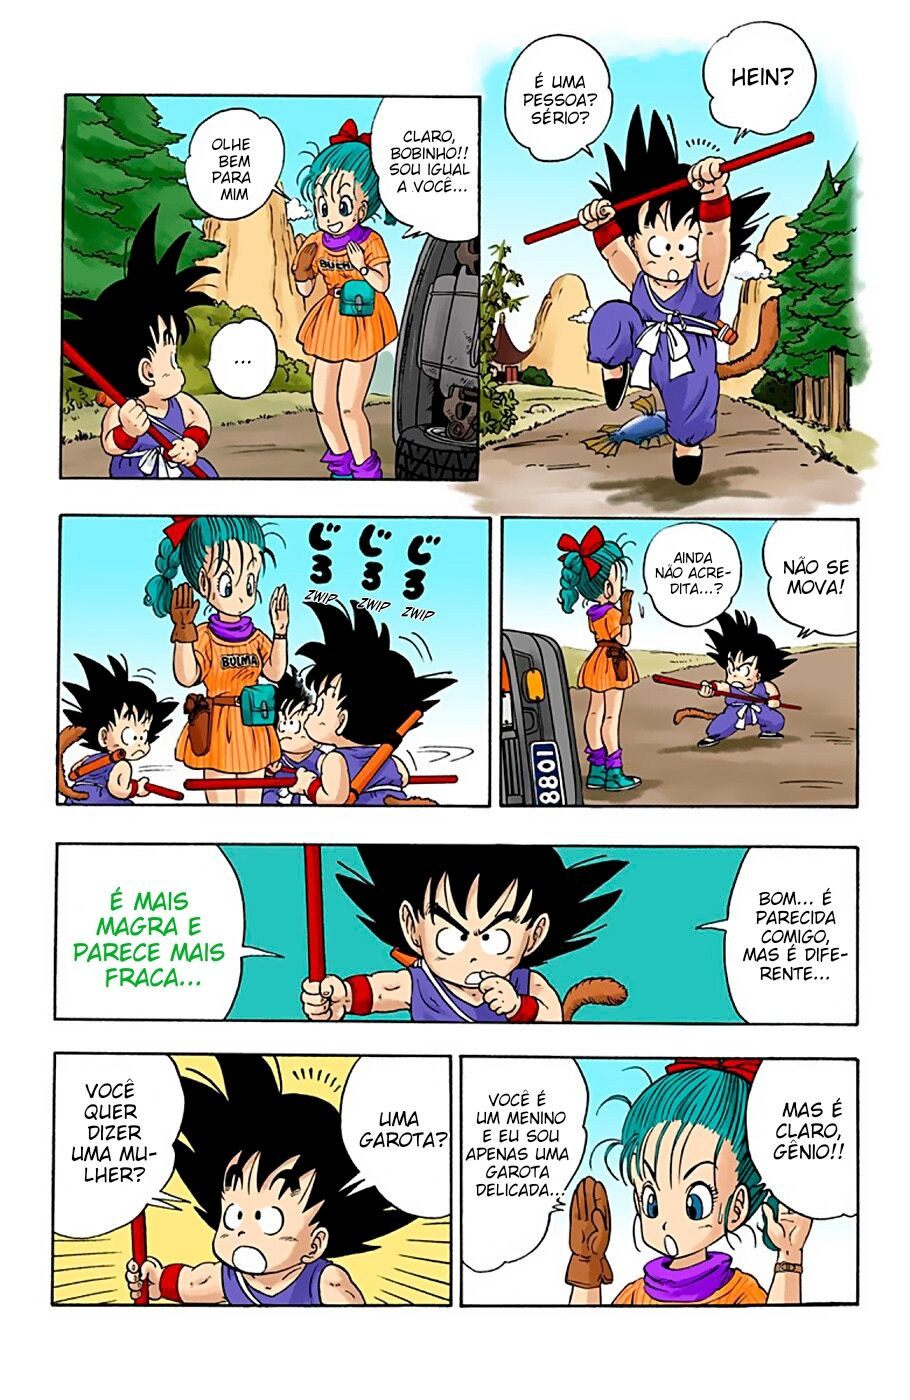 HEIN?
É UMA
PESSOA?
SÉRIO?
CLARO,
BOBINHO!!
SOU IGUAL
A VOCÊ...
OLHE
BEM
PARA
MIM
BULM
...
NÃO SE
MOVA!
AINDA
NÃO ACRE-
DITA...?
8801
じろ
じろ
じろ
ZWIP
ZWIP
ZWIP
BULMA
BOM... É
PARECIDA
COMIGO,
MAS É DIFE-
RENTE...
É MAIS
MAGRA E
PARECE MAIS
FRACA...
MAS É
CLARO,
GÊNIO!!
VOCÊ É
UM MENINO
E EU SOU
APENAS UMA
GAROTA
DELICADA...
UMA
GAROTA?
VOCÊ
QUER
DIZER
UMA MU-
LHER?